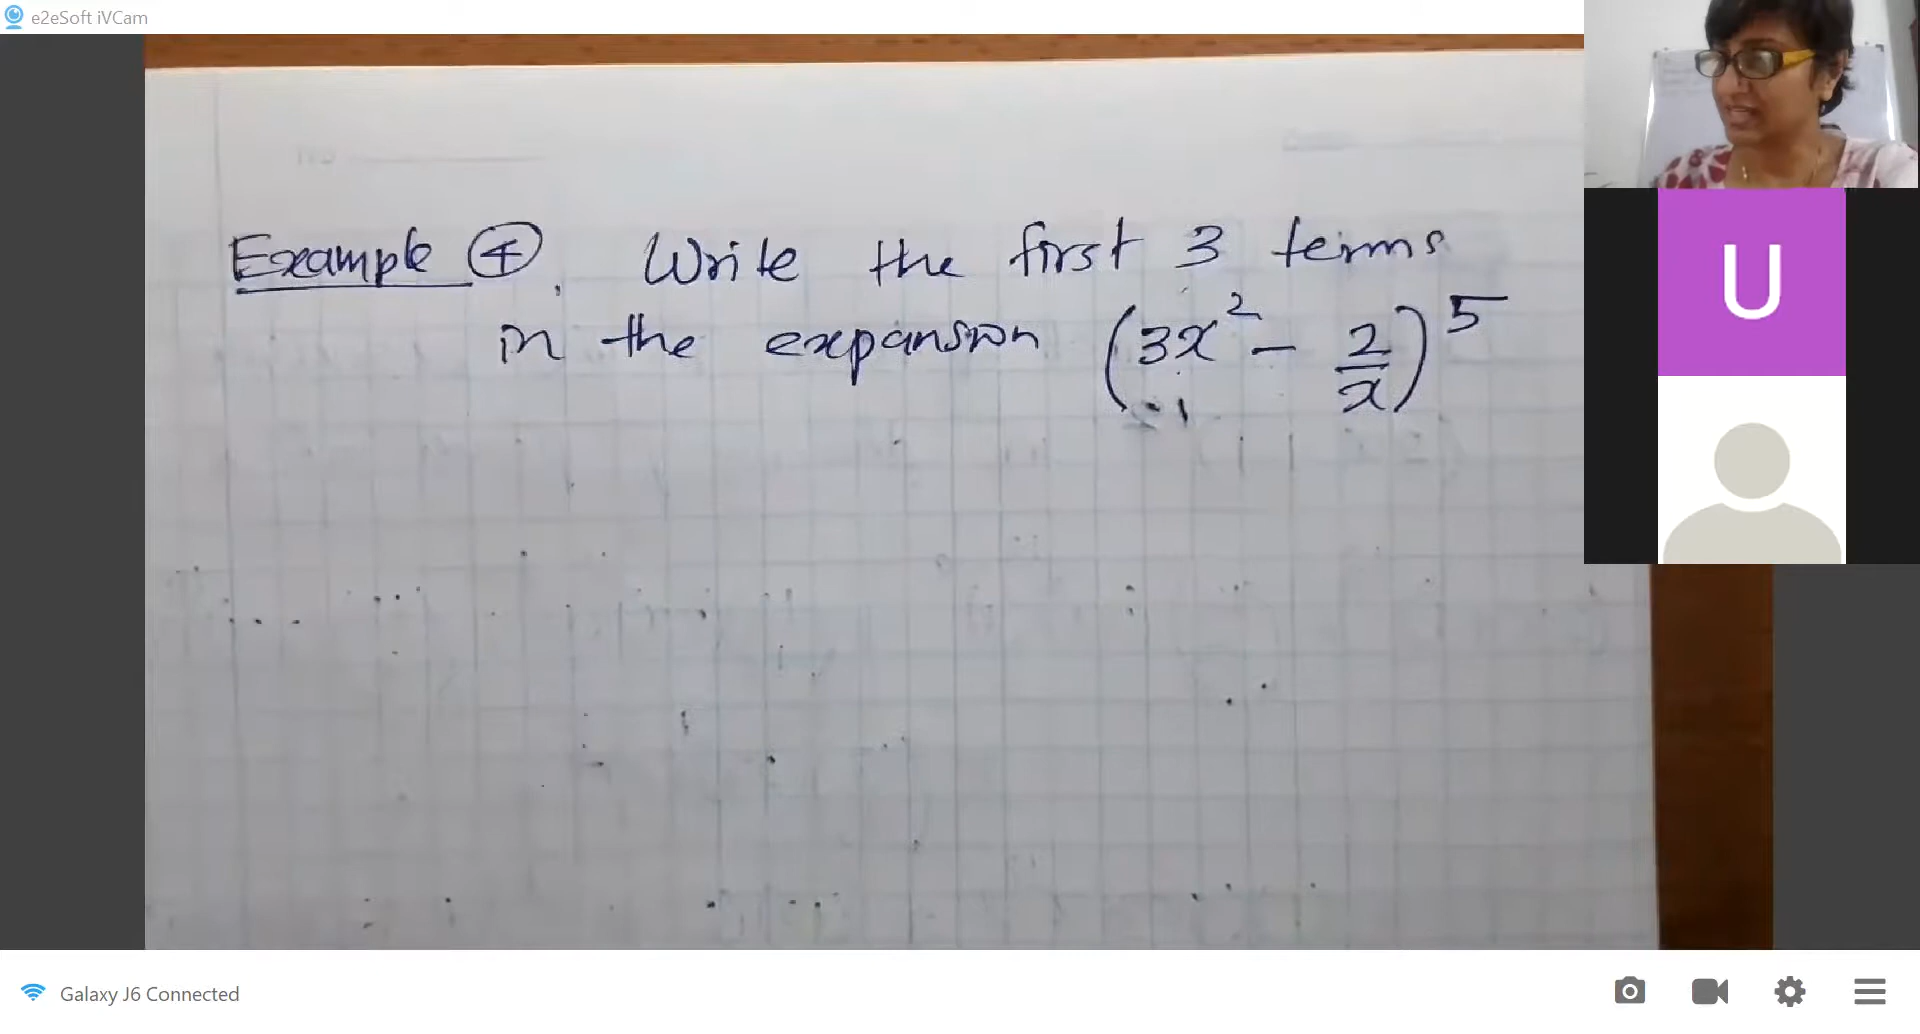 e2eSoft iVCam
Example ④. Write the first 3 terms
in the expansion (3x² - 2/x)⁵
U
Galaxy J6 Connected